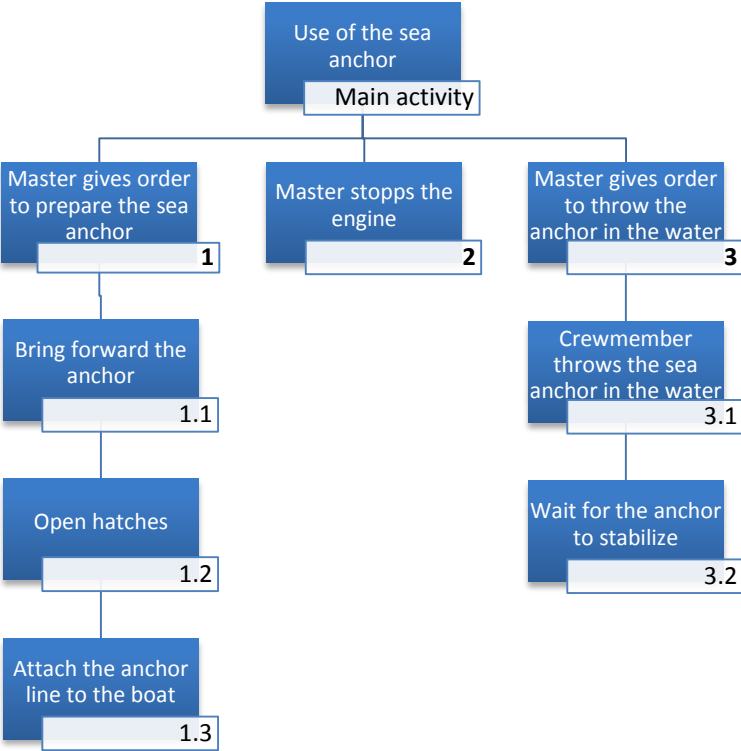 Use of the sea
anchor
Main activity
Master gives order
to prepare the sea
anchor
1
Master stopps the
engine
2
Master gives order
to throw the
anchor in the water
3
Bring forward the
anchor
1.1
Crewmember
throws the sea
anchor in the water
3.1
Open hatches
1.2
Wait for the anchor
to stabilize
3.2
Attach the anchor
line to the boat
1.3